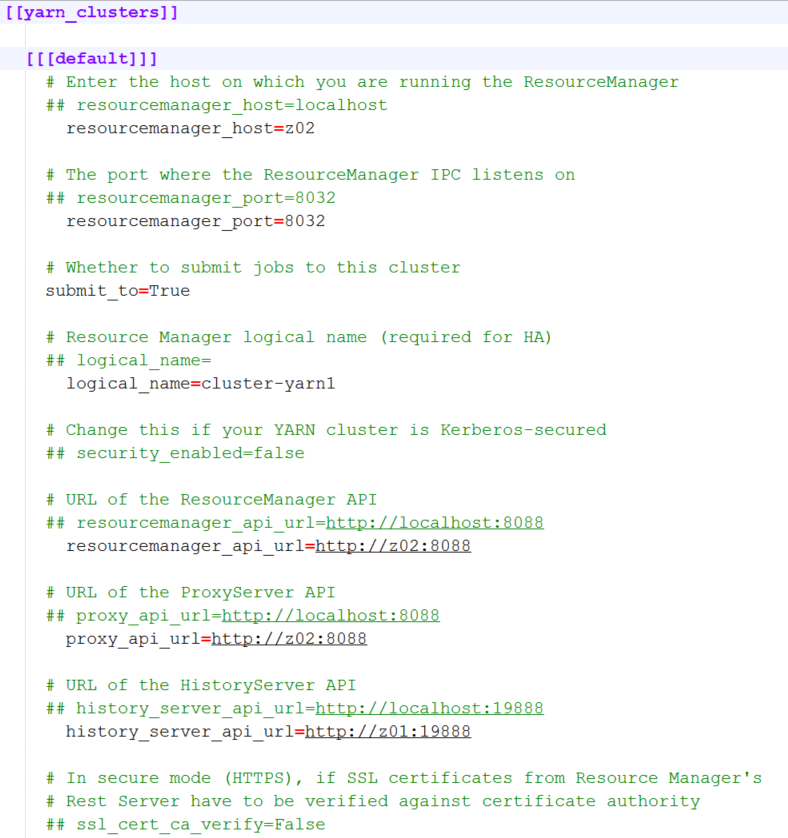 [[yarn_clusters]]
[[[default]]]
# Enter the host on which you are running the ResourceManager
## resourcemanager_host=localhost
resourcemanager_host=z02
# The port where the ResourceManager IPC listens on
## resourcemanager_port=8032
resourcemanager_port=8032
# Whether to submit jobs to this cluster
submit_to=True
# Resource Manager logical name (required for HA)
## logical_name=
logical_name=cluster-yarn1
# Change this if your YARN cluster is Kerberos-secured
## security_enabled=false
# URL of the ResourceManager API
## resourcemanager_api_url=http://localhost:8088
resourcemanager_api_url=http://z02:8088
# URL of the ProxyServer API
## proxy_api_url=http://localhost:8088
proxy_api_url=http://z02:8088
# URL of the HistoryServer API
## history_server_api_url=http://localhost:19888
history_server_api_url=http://z01:19888
# In secure mode (HTTPS), if SSL certificates from Resource Manager's
# Rest Server have to be verified against certificate authority
## ssl_cert_ca_verify=False